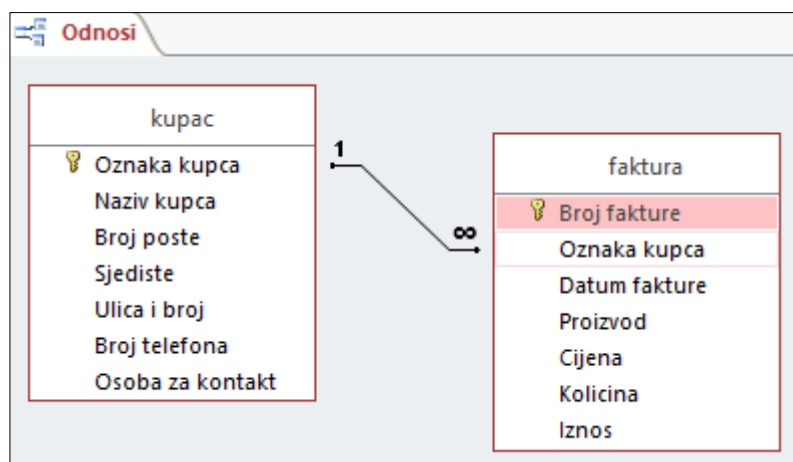 Odnosi
kupac
Oznaka kupca
Naziv kupca
Broj poste
Sjediste
Ulica i broj
Broj telefona
Osoba za kontakt
1
∞
faktura
Broj fakture
Oznaka kupca
Datum fakture
Proizvod
Cijena
Kolicina
Iznos